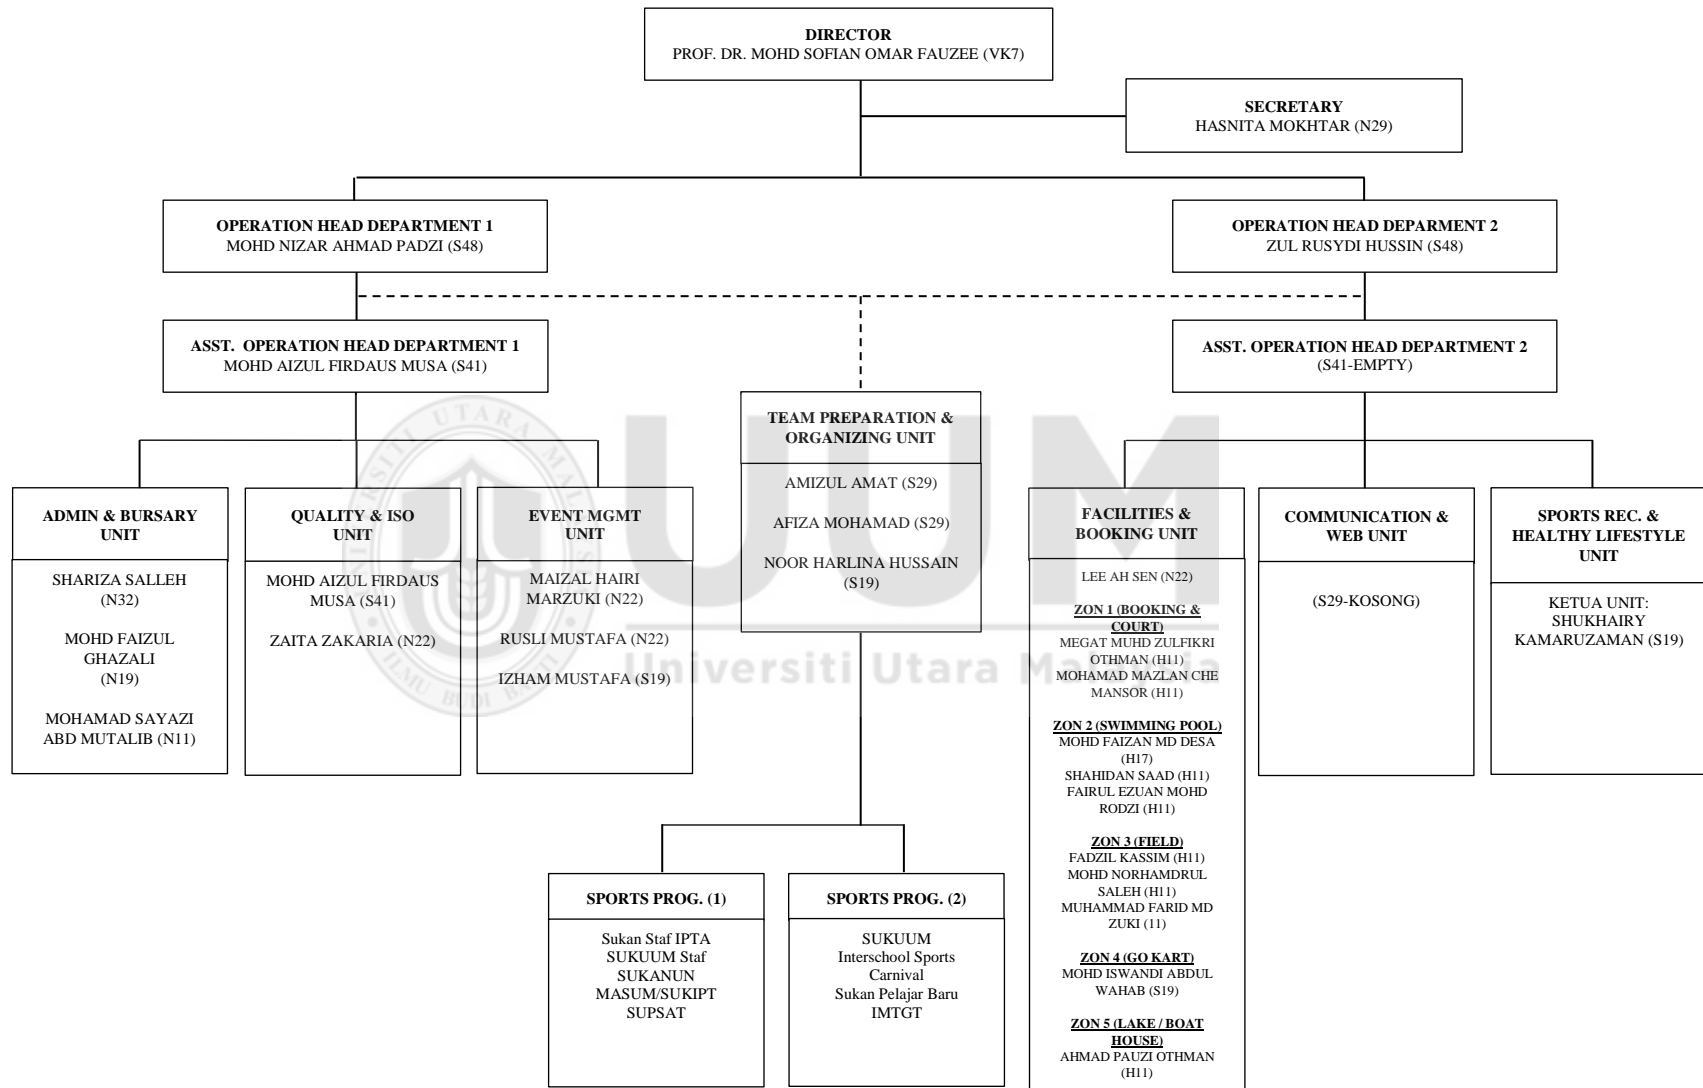 DIRECTOR
PROF. DR. MOHD SOFIAN OMAR FAUZEE (VK7)
SECRETARY
HASNITA MOKHTAR (N29)
OPERATION HEAD DEPARTMENT 1
MOHD NIZAR AHMAD PADZI (S48)
OPERATION HEAD DEPARMENT 2
ZUL RUSYDI HUSSIN (S48)
ASST. OPERATION HEAD DEPARTMENT 1
MOHD AIZUL FIRDAUS MUSA (S41)
ASST. OPERATION HEAD DEPARTMENT 2
(S41-EMPTY)
TEAM PREPARATION &
ORGANIZING UNIT
AMIZUL AMAT (S29)
AFIZA MOHAMAD (S29)
NOOR HARLINA HUSSAIN
(S19)
ADMIN & BURSARY
UNIT
SHARIZA SALLEH
(N32)
MOHD FAIZUL
GHAZALI
(N19)
MOHAMAD SAYAZI
ABD MUTALIB (N11)
QUALITY & ISO
UNIT
MOHD AIZUL FIRDAUS
MUSA (S41)
ZAITA ZAKARIA (N22)
EVENT MGMT
UNIT
MAIZAL HAIRI
MARZUKI (N22)
RUSLI MUSTAFA (N22)
IZHAM MUSTAFA (S19)
FACILITIES &
BOOKING UNIT
LEE AH SEN (N22)
ZON 1 (BOOKING &
COURT)
MEGAT MUHD ZULFIKRI
OTHMAN (H11)
MOHAMAD MAZLAN CHE
MANSOR (H11)
ZON 2 (SWIMMING POOL)
MOHD FAIZAN MD DESA
(H17)
SHAHIDAN SAAD (H11)
FAIRUL EZUAN MOHD
RODZI (H11)
ZON 3 (FIELD)
FADZIL KASSIM (H11)
MOHD NORHAMDRUL
SALEH (H11)
MUHAMMAD FARID MD
ZUKI (11)
ZON 4 (GO KART)
MOHD ISWANDI ABDUL
WAHAB (S19)
ZON 5 (LAKE / BOAT
HOUSE)
AHMAD PAUZI OTHMAN
(H11)
COMMUNICATION &
WEB UNIT
(S29-KOSONG)
SPORTS REC. &
HEALTHY LIFESTYLE
UNIT
KETUA UNIT:
SHUKHAIRY
KAMARUZAMAN (S19)
SPORTS PROG. (1)
Sukan Staf IPTA
SUKUUM Staf
SUKANUN
MASUM/SUKIPT
SUPSAT
SPORTS PROG. (2)
SUKUUM
Interschool Sports
Carnival
Sukan Pelajar Baru
IMTGT
UUM
Universiti Utara Malaysia
UNIVERSITI UTARA MALAYSIA
ILMU BUDI BAKTI